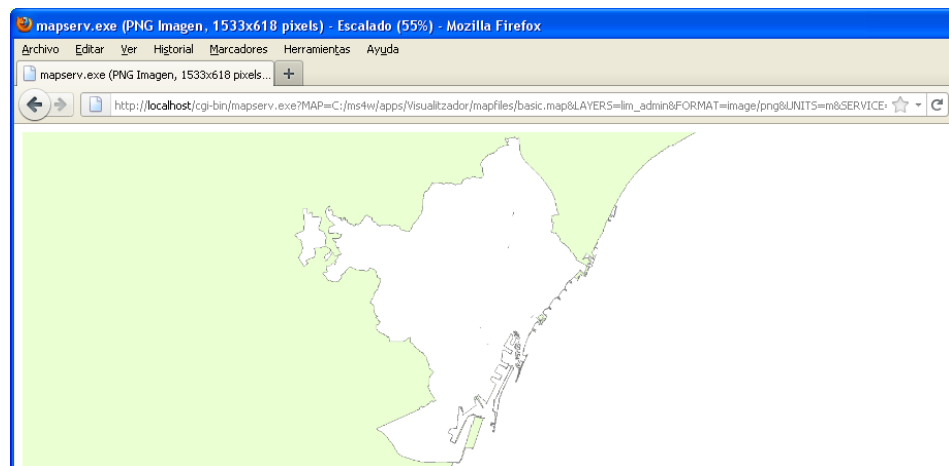 mapserv.exe (PNG Imagen, 1533x618 pixels) - Escalado (55%) - Mozilla Firefox
Archivo Editar Ver Historial Marcadores Herramientas Ayuda
mapserv.exe (PNG Imagen, 1533x618 pixels... +
http://localhost/cgi-bin/mapserv.exe?MAP=C:/ms4w/apps/Visualitzador/mapfiles/basic.map&LAYERS=lim_admin&FORMAT=image/png&UNITS=m&SERVICE=